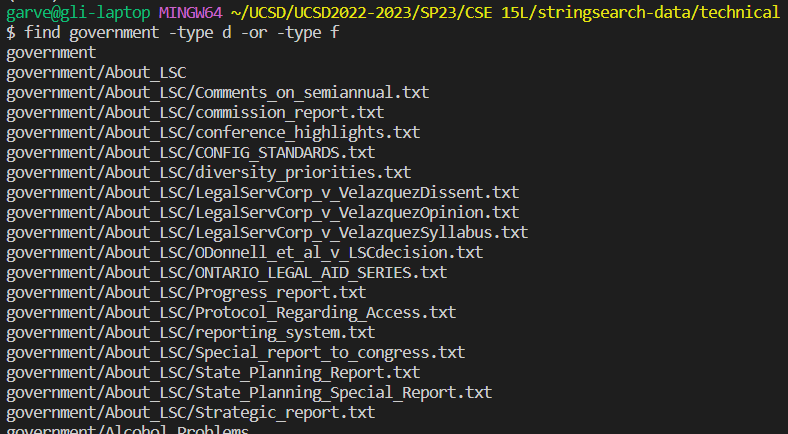 garve@gli-laptop MINGW64 ~/UCSD/UCSD2022-2023/SP23/CSE 15L/stringsearch-data/technical
$ find government -type d -or -type f
government
government/About_LSC
government/About_LSC/Comments_on_semiannual.txt
government/About_LSC/commission_report.txt
government/About_LSC/conference_highlights.txt
government/About_LSC/CONFIG_STANDARDS.txt
government/About_LSC/diversity_priorities.txt
government/About_LSC/LegalServCorp_v_VelazquezDissent.txt
government/About_LSC/LegalServCorp_v_VelazquezOpinion.txt
government/About_LSC/LegalServCorp_v_VelazquezSyllabus.txt
government/About_LSC/ODonnell_et_al_v_LSCdecision.txt
government/About_LSC/ONTARIO_LEGAL_AID_SERIES.txt
government/About_LSC/Progress_report.txt
government/About_LSC/Protocol_Regarding_Access.txt
government/About_LSC/reporting_system.txt
government/About_LSC/Special_report_to_congress.txt
government/About_LSC/State_Planning_Report.txt
government/About_LSC/State_Planning_Special_Report.txt
government/About_LSC/Strategic_report.txt
government/Alcohol_Problems